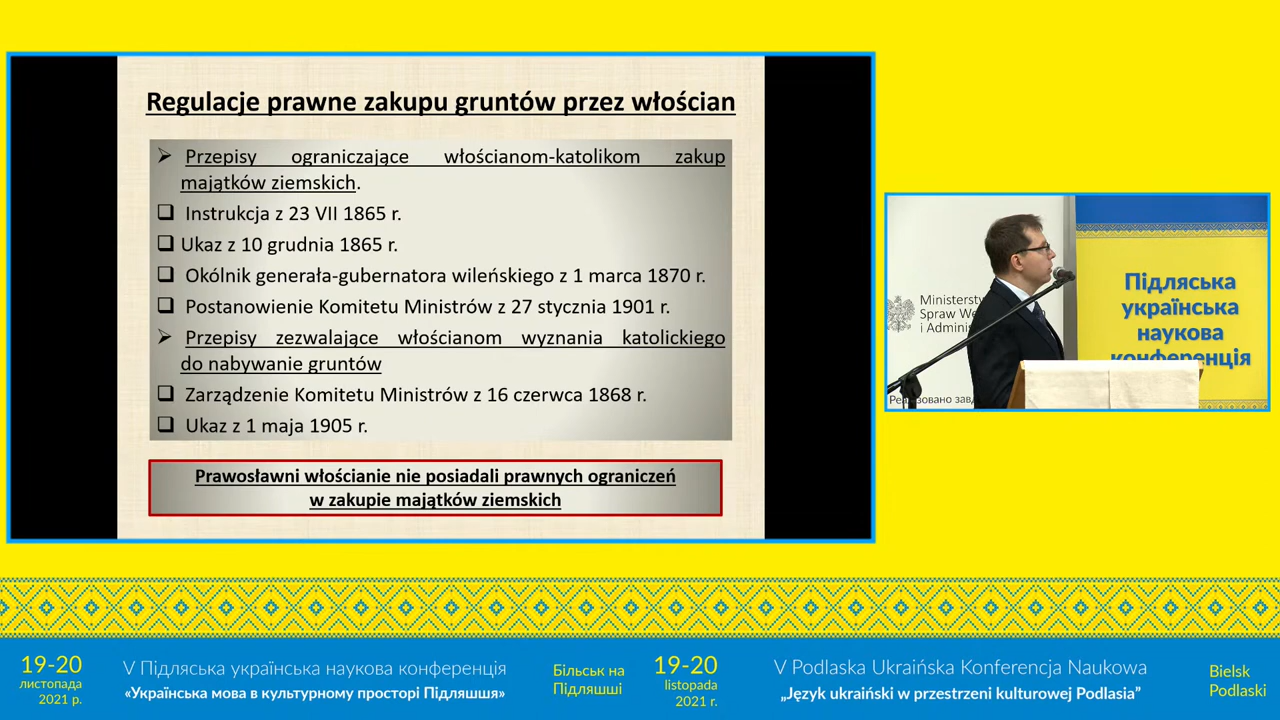 Regulacje prawne zakupu gruntów przez włościan
➢ Przepisy ograniczające włościanom-katolikom zakup
majątków ziemskich.
❑ Instrukcja z 23 VII 1865 r.
❑ Ukaz z 10 grudnia 1865 r.
❑ Okólnik generała-gubernatora wileńskiego z 1 marca 1870 r.
❑ Postanowienie Komitetu Ministrów z 27 stycznia 1901 r.
➢ Przepisy zezwalające włościanom wyznania katolickiego
do nabywanie gruntów
❑ Zarządzenie Komitetu Ministrów z 16 czerwca 1868 r.
❑ Ukaz z 1 maja 1905 r.
Prawosławni włościanie nie posiadali prawnych ograniczeń
w zakupie majątków ziemskich
Ministerst
Spraw We
i Adminis
Підляська
українська
наукова
конференція
19-20
листопада
2021 р.
V Підляська українська наукова конференція
«Українська мова в культурному просторі Підляшшя»
Більськ на
Підляшші
19-20
listopada
2021 r.
V Podlaska Ukraińska Konferencja Naukowa
„Język ukraiński w przestrzeni kulturowej Podlasia”
Bielsk
Podlaski